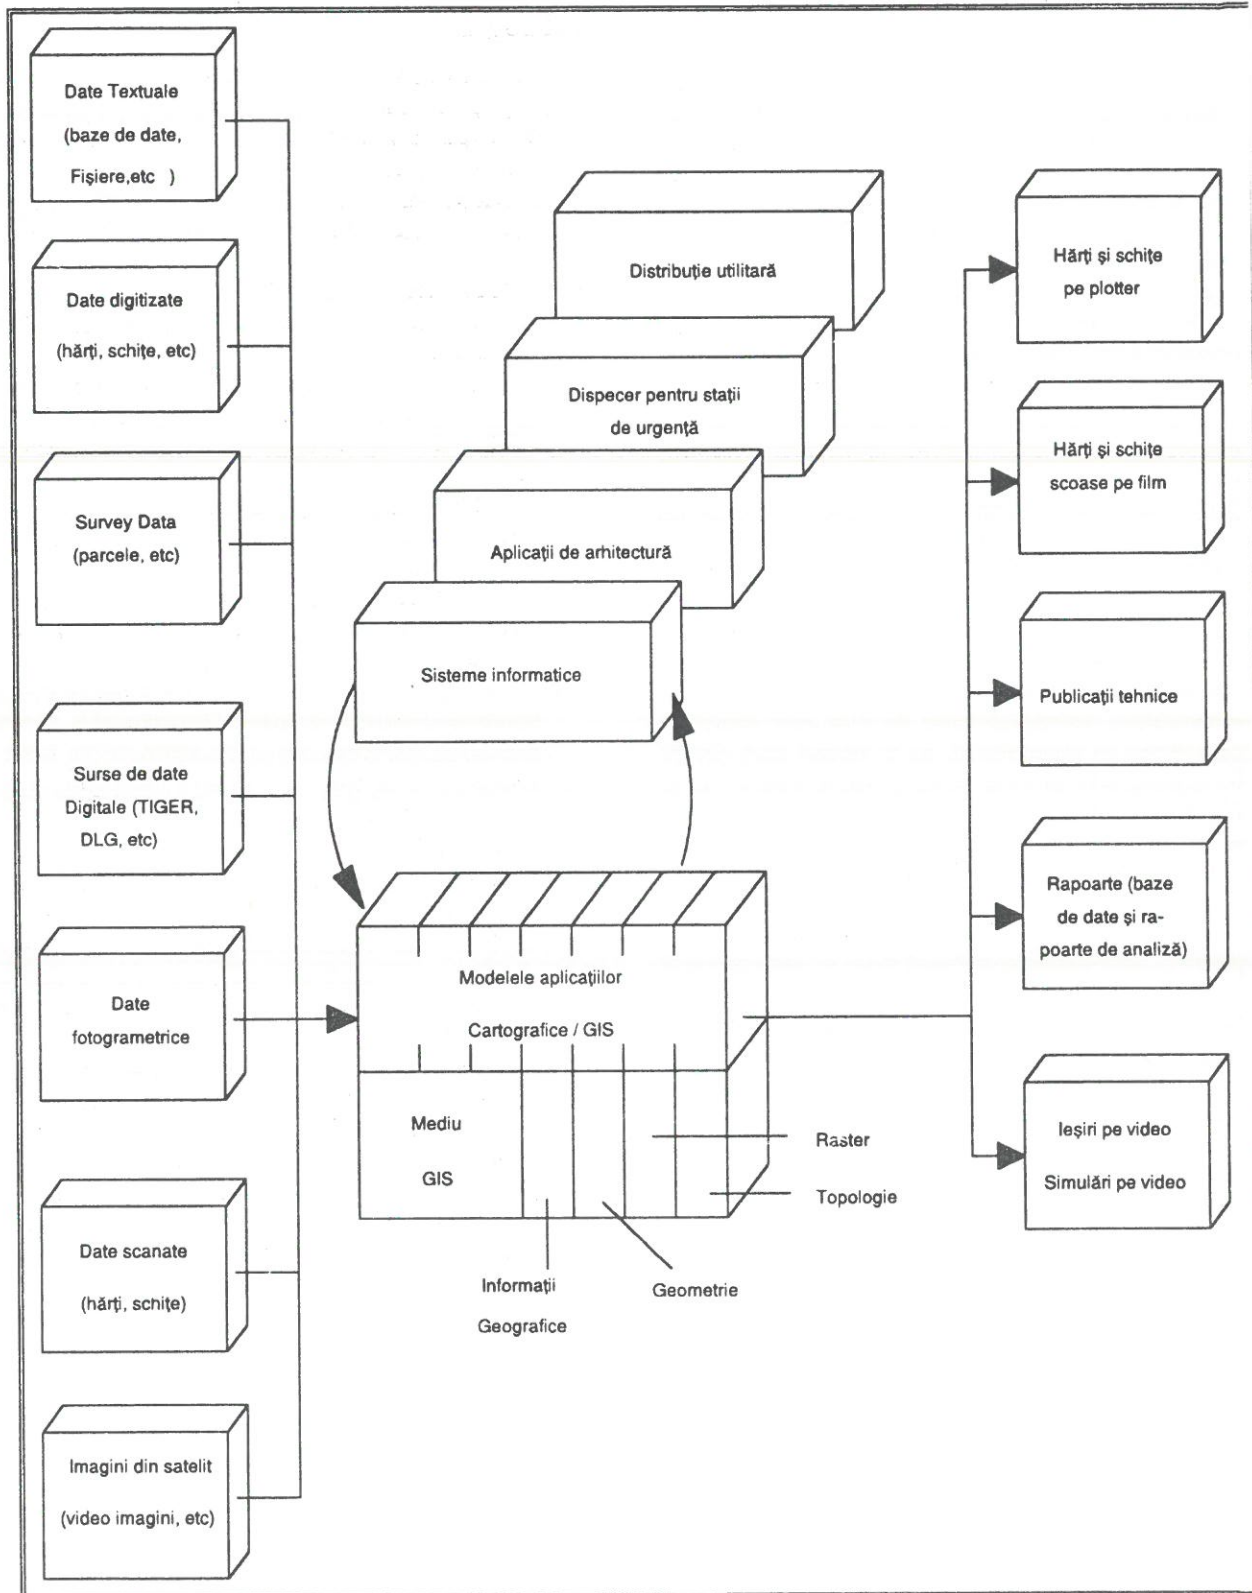 Date Textuale
(baze de date,
Fişiere,etc )
Date digitizate
(hărţi, schiţe, etc)
Survey Data
(parcele, etc)
Surse de date
Digitale (TIGER,
DLG, etc)
Date
fotogrametrice
Date scanate
(hărţi, schiţe)
Imagini din satelit
(video imagini, etc)
Distribuţie utilitară
Dispecer pentru staţii
de urgenţă
Aplicaţii de arhitectură
Sisteme informatice
Modelele aplicaţiilor
Cartografice / GIS
Mediu
GIS
Raster
Topologie
Informaţii
Geografice
Geometrie
Hărţi şi schiţe
pe plotter
Hărţi şi schiţe
scoase pe film
Publicaţii tehnice
Rapoarte (baze
de date şi ra-
poarte de analiză)
Ieşiri pe video
Simulări pe video